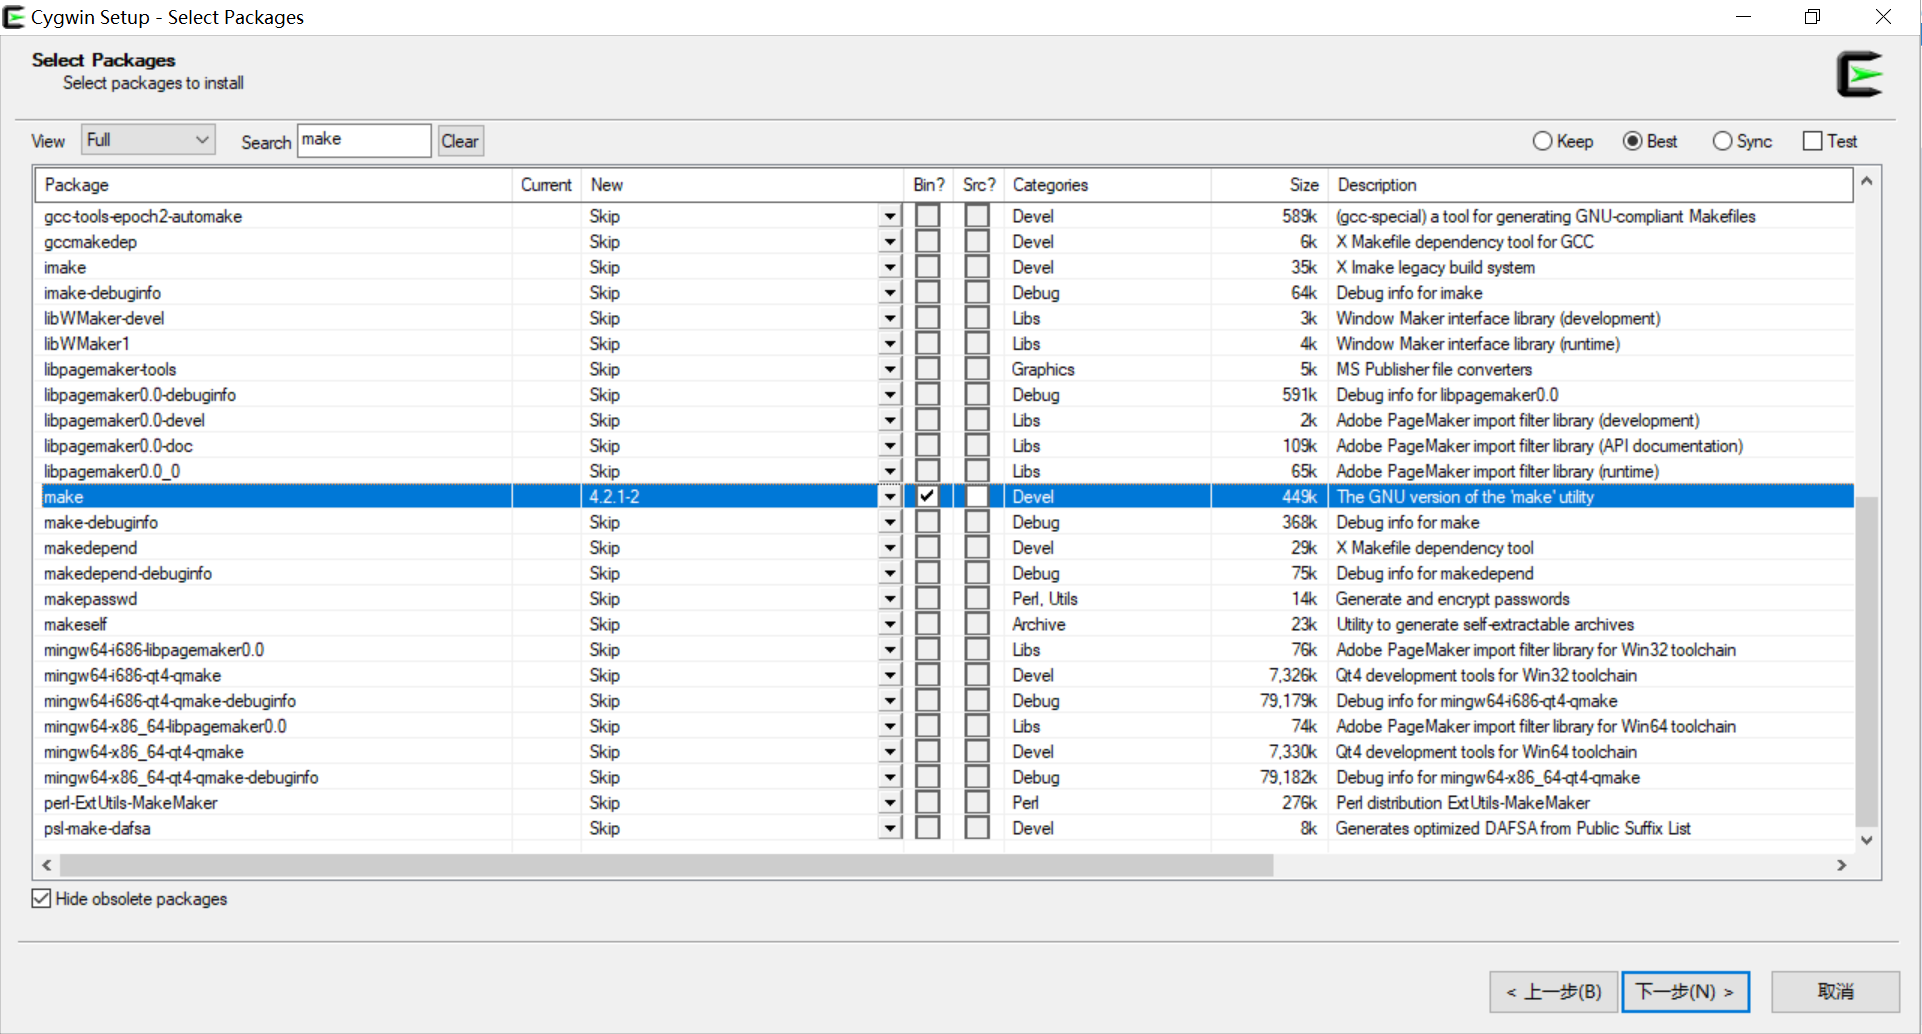 Cygwin Setup - Select Packages
Select Packages
Select packages to install
View Full Search make Clear Keep Best Sync Test
Package Current New Bin? Src? Categories Size Description
gcc-tools-epoch2-automake Skip Devel 589k (gcc-special) a tool for generating GNU-compliant Makefiles
gccmakedep Skip Devel 6k X Makefile dependency tool for GCC
imake Skip Devel 35k X Imake legacy build system
imake-debuginfo Skip Debug 64k Debug info for imake
libWMaker-devel Skip Libs 3k Window Maker interface library (development)
libWMaker1 Skip Libs 4k Window Maker interface library (runtime)
libpagemaker-tools Skip Graphics 5k MS Publisher file converters
libpagemaker0.0-debuginfo Skip Debug 591k Debug info for libpagemaker0.0
libpagemaker0.0-devel Skip Libs 2k Adobe PageMaker import filter library (development)
libpagemaker0.0-doc Skip Libs 109k Adobe PageMaker import filter library (API documentation)
libpagemaker0.0_0 Skip Libs 65k Adobe PageMaker import filter library (runtime)
make 4.2.1-2 Devel 449k The GNU version of the 'make' utility
make-debuginfo Skip Debug 368k Debug info for make
makedepend Skip Devel 29k X Makefile dependency tool
makedepend-debuginfo Skip Debug 75k Debug info for makedepend
makepasswd Skip Perl, Utils 14k Generate and encrypt passwords
makeself Skip Archive 23k Utility to generate self-extractable archives
mingw64-i686-libpagemaker0.0 Skip Libs 76k Adobe PageMaker import filter library for Win32 toolchain
mingw64-i686-qt4-qmake Skip Devel 7,326k Qt4 development tools for Win32 toolchain
mingw64-i686-qt4-qmake-debuginfo Skip Debug 79,179k Debug info for mingw64-i686-qt4-qmake
mingw64-x86_64-libpagemaker0.0 Skip Libs 74k Adobe PageMaker import filter library for Win64 toolchain
mingw64-x86_64-qt4-qmake Skip Devel 7,330k Qt4 development tools for Win64 toolchain
mingw64-x86_64-qt4-qmake-debuginfo Skip Debug 79,182k Debug info for mingw64-x86_64-qt4-qmake
perl-ExtUtils-MakeMaker Skip Perl 276k Perl distribution ExtUtils-MakeMaker
psl-make-dafsa Skip Devel 8k Generates optimized DAFSA from Public Suffix List
Hide obsolete packages
< 上一步(B) 下一步(N) > 取消